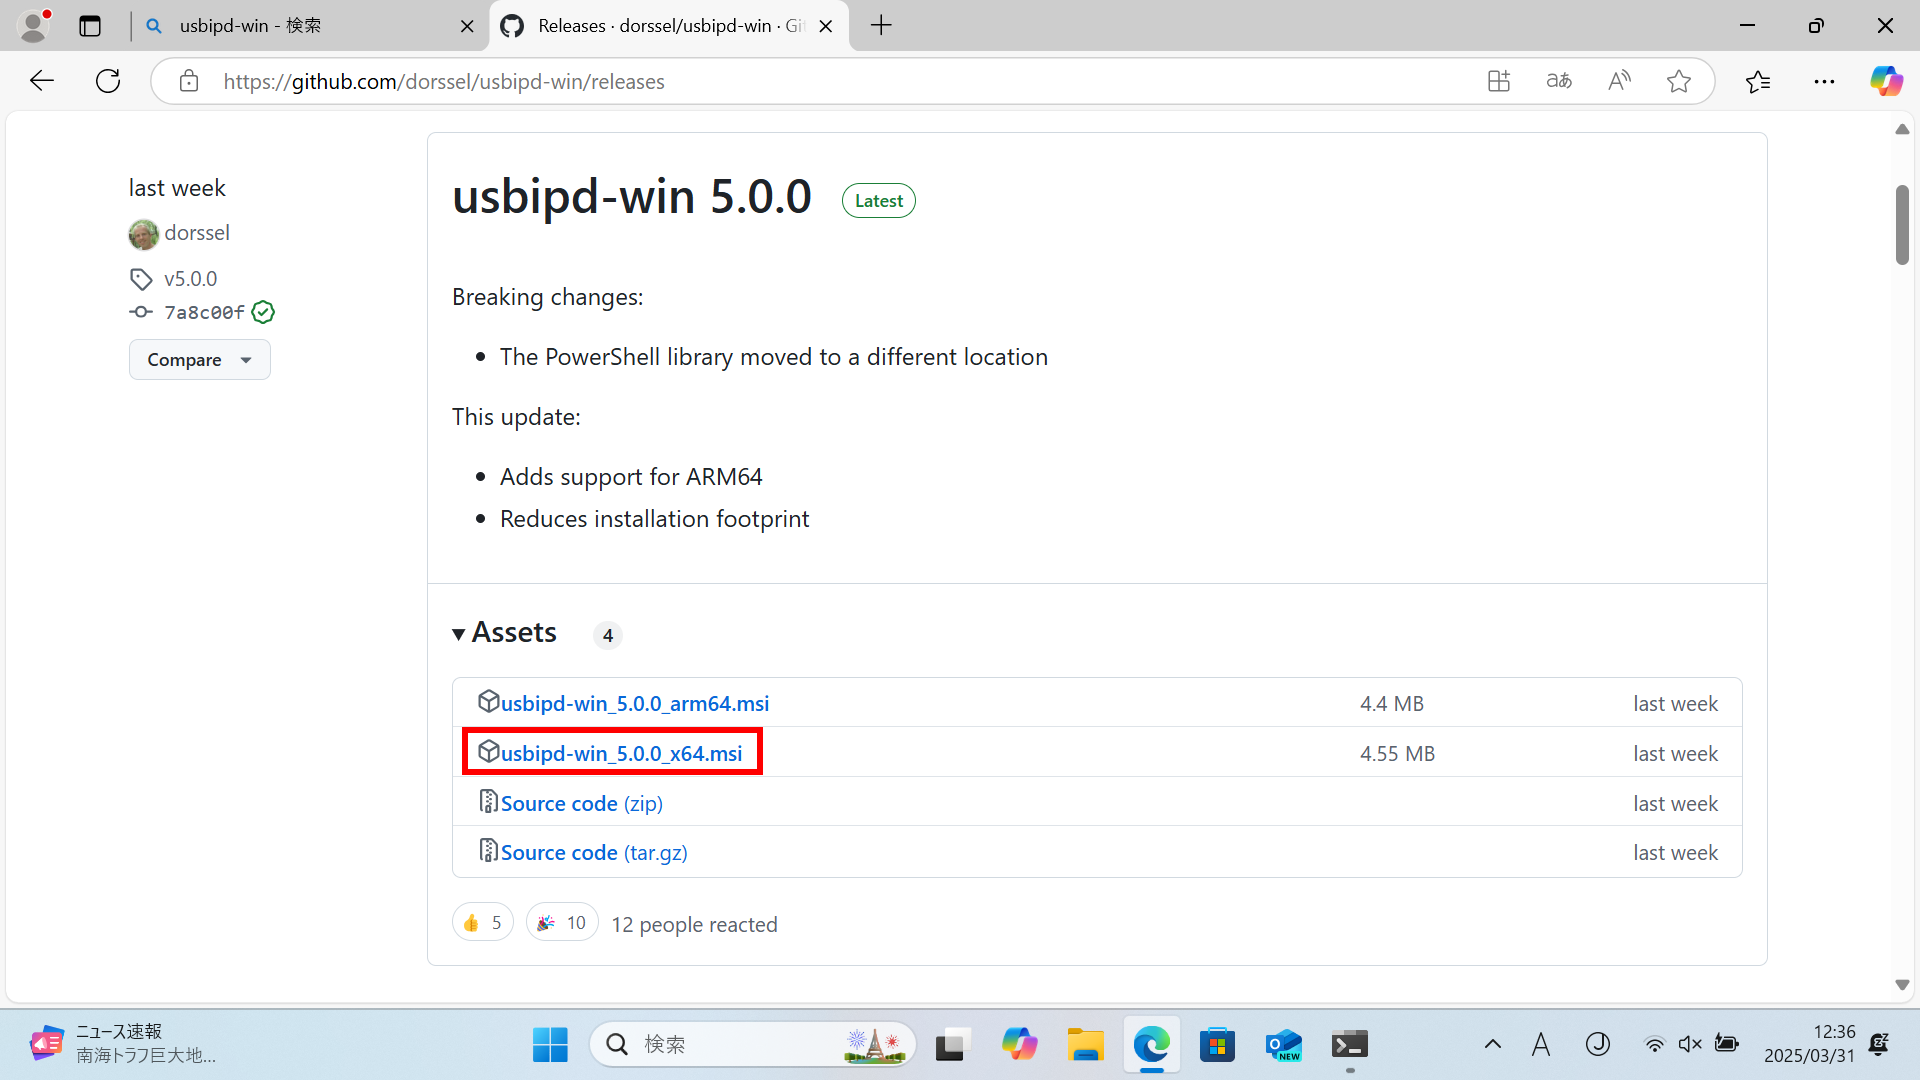 usbipd-win - 検索
Releases · dorssel/usbipd-win · Git
https://github.com/dorssel/usbipd-win/releases
aあ
last week
dorssel
v5.0.0
7a8c00f
Compare
usbipd-win 5.0.0
Latest
Breaking changes:
• The PowerShell library moved to a different location
This update:
• Adds support for ARM64
• Reduces installation footprint
Assets 4
usbipd-win_5.0.0_arm64.msi 4.4 MB last week
usbipd-win_5.0.0_x64.msi 4.55 MB last week
Source code (zip) last week
Source code (tar.gz) last week
👍 5 🎉 10 12 people reacted
ニュース速報
南海トラフ巨大地...
検索
NEW
A
J
12:36
2025/03/31